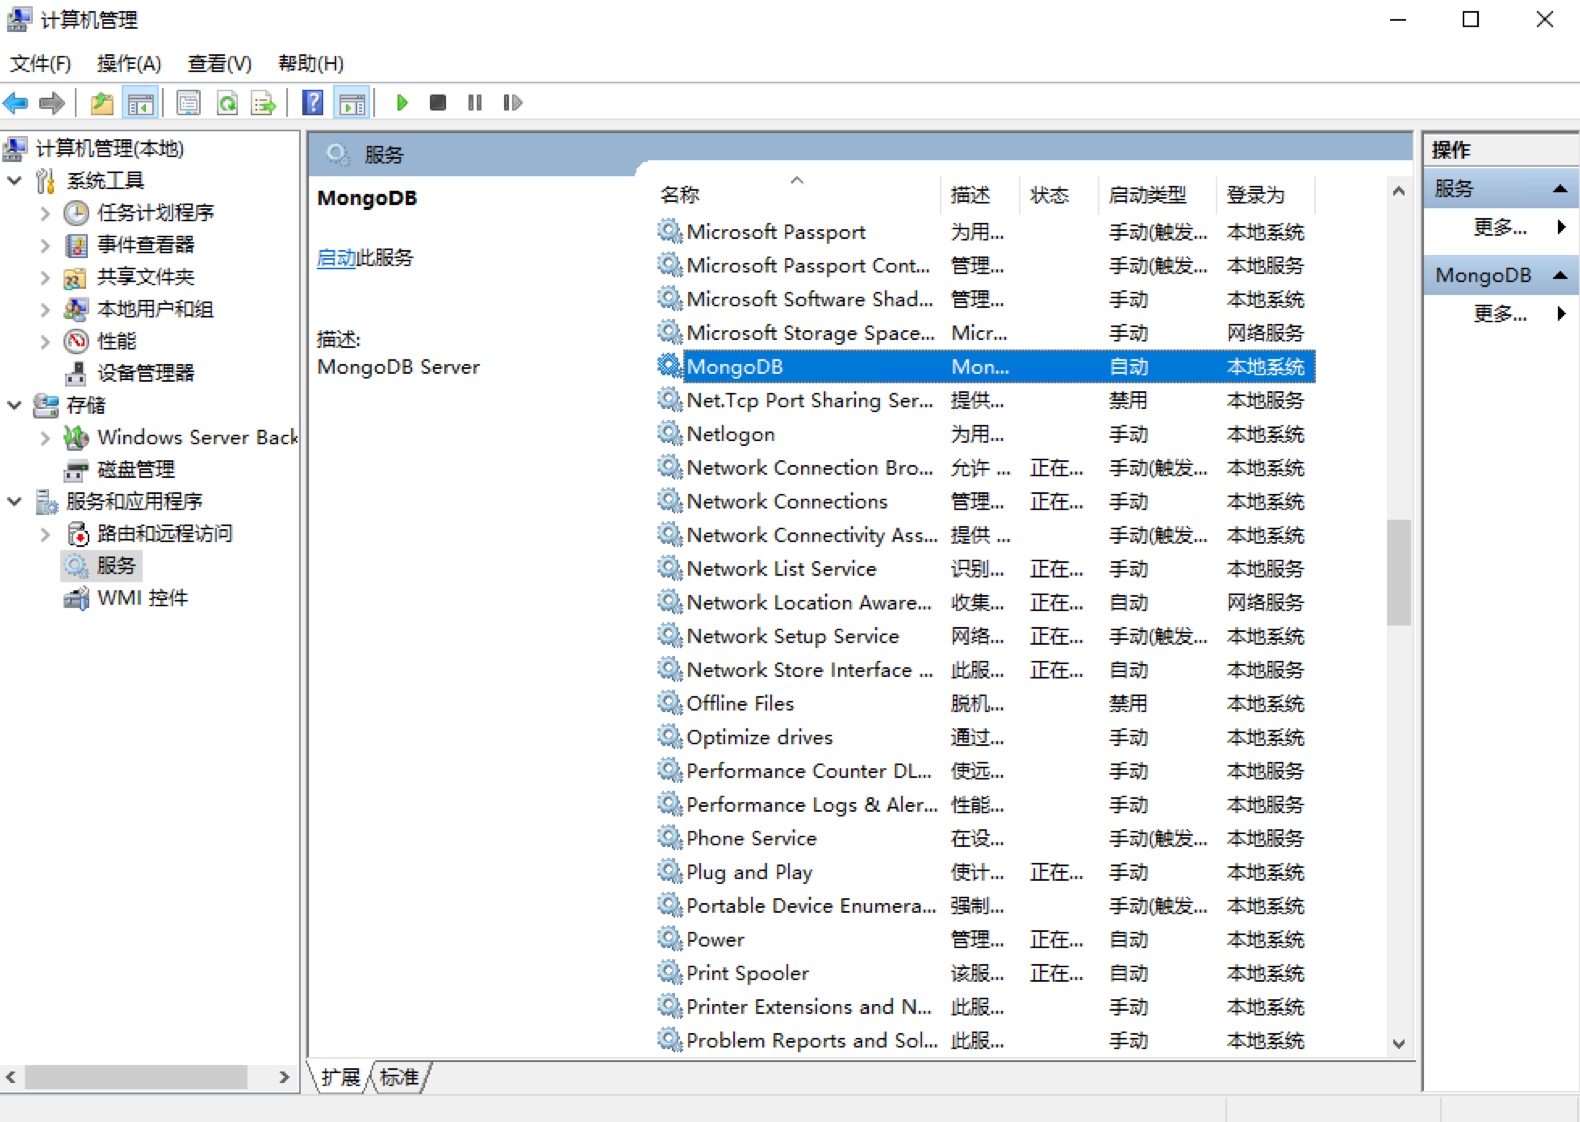 计算机管理
文件(F) 操作(A) 查看(V) 帮助(H)
计算机管理(本地)
系统工具
任务计划程序
事件查看器
共享文件夹
本地用户和组
性能
设备管理器
存储
Windows Server Back
磁盘管理
服务和应用程序
路由和远程访问
服务
WMI 控件
服务
MongoDB
启动此服务
描述:
MongoDB Server
名称 描述 状态 启动类型 登录为
Microsoft Passport 为用... 手动(触发... 本地系统
Microsoft Passport Cont... 管理... 手动(触发... 本地服务
Microsoft Software Shad... 管理... 手动 本地系统
Microsoft Storage Space... Micr... 手动 网络服务
MongoDB Mon... 自动 本地系统
Net.Tcp Port Sharing Ser... 提供... 禁用 本地服务
Netlogon 为用... 手动 本地系统
Network Connection Bro... 允许 ... 正在... 手动(触发... 本地系统
Network Connections 管理... 正在... 手动 本地系统
Network Connectivity Ass... 提供 ... 手动(触发... 本地系统
Network List Service 识别... 正在... 手动 本地服务
Network Location Aware... 收集... 正在... 自动 网络服务
Network Setup Service 网络... 正在... 手动(触发... 本地系统
Network Store Interface ... 此服... 正在... 自动 本地服务
Offline Files 脱机... 禁用 本地系统
Optimize drives 通过... 手动 本地系统
Performance Counter DL... 使远... 手动 本地服务
Performance Logs & Aler... 性能... 手动 本地服务
Phone Service 在设... 手动(触发... 本地服务
Plug and Play 使计... 正在... 手动 本地系统
Portable Device Enumera... 强制... 手动(触发... 本地系统
Power 管理... 正在... 自动 本地系统
Print Spooler 该服... 正在... 自动 本地系统
Printer Extensions and N... 此服... 手动 本地系统
Problem Reports and Sol... 此服... 手动 本地系统
扩展 标准
操作
服务
更多...
MongoDB
更多...